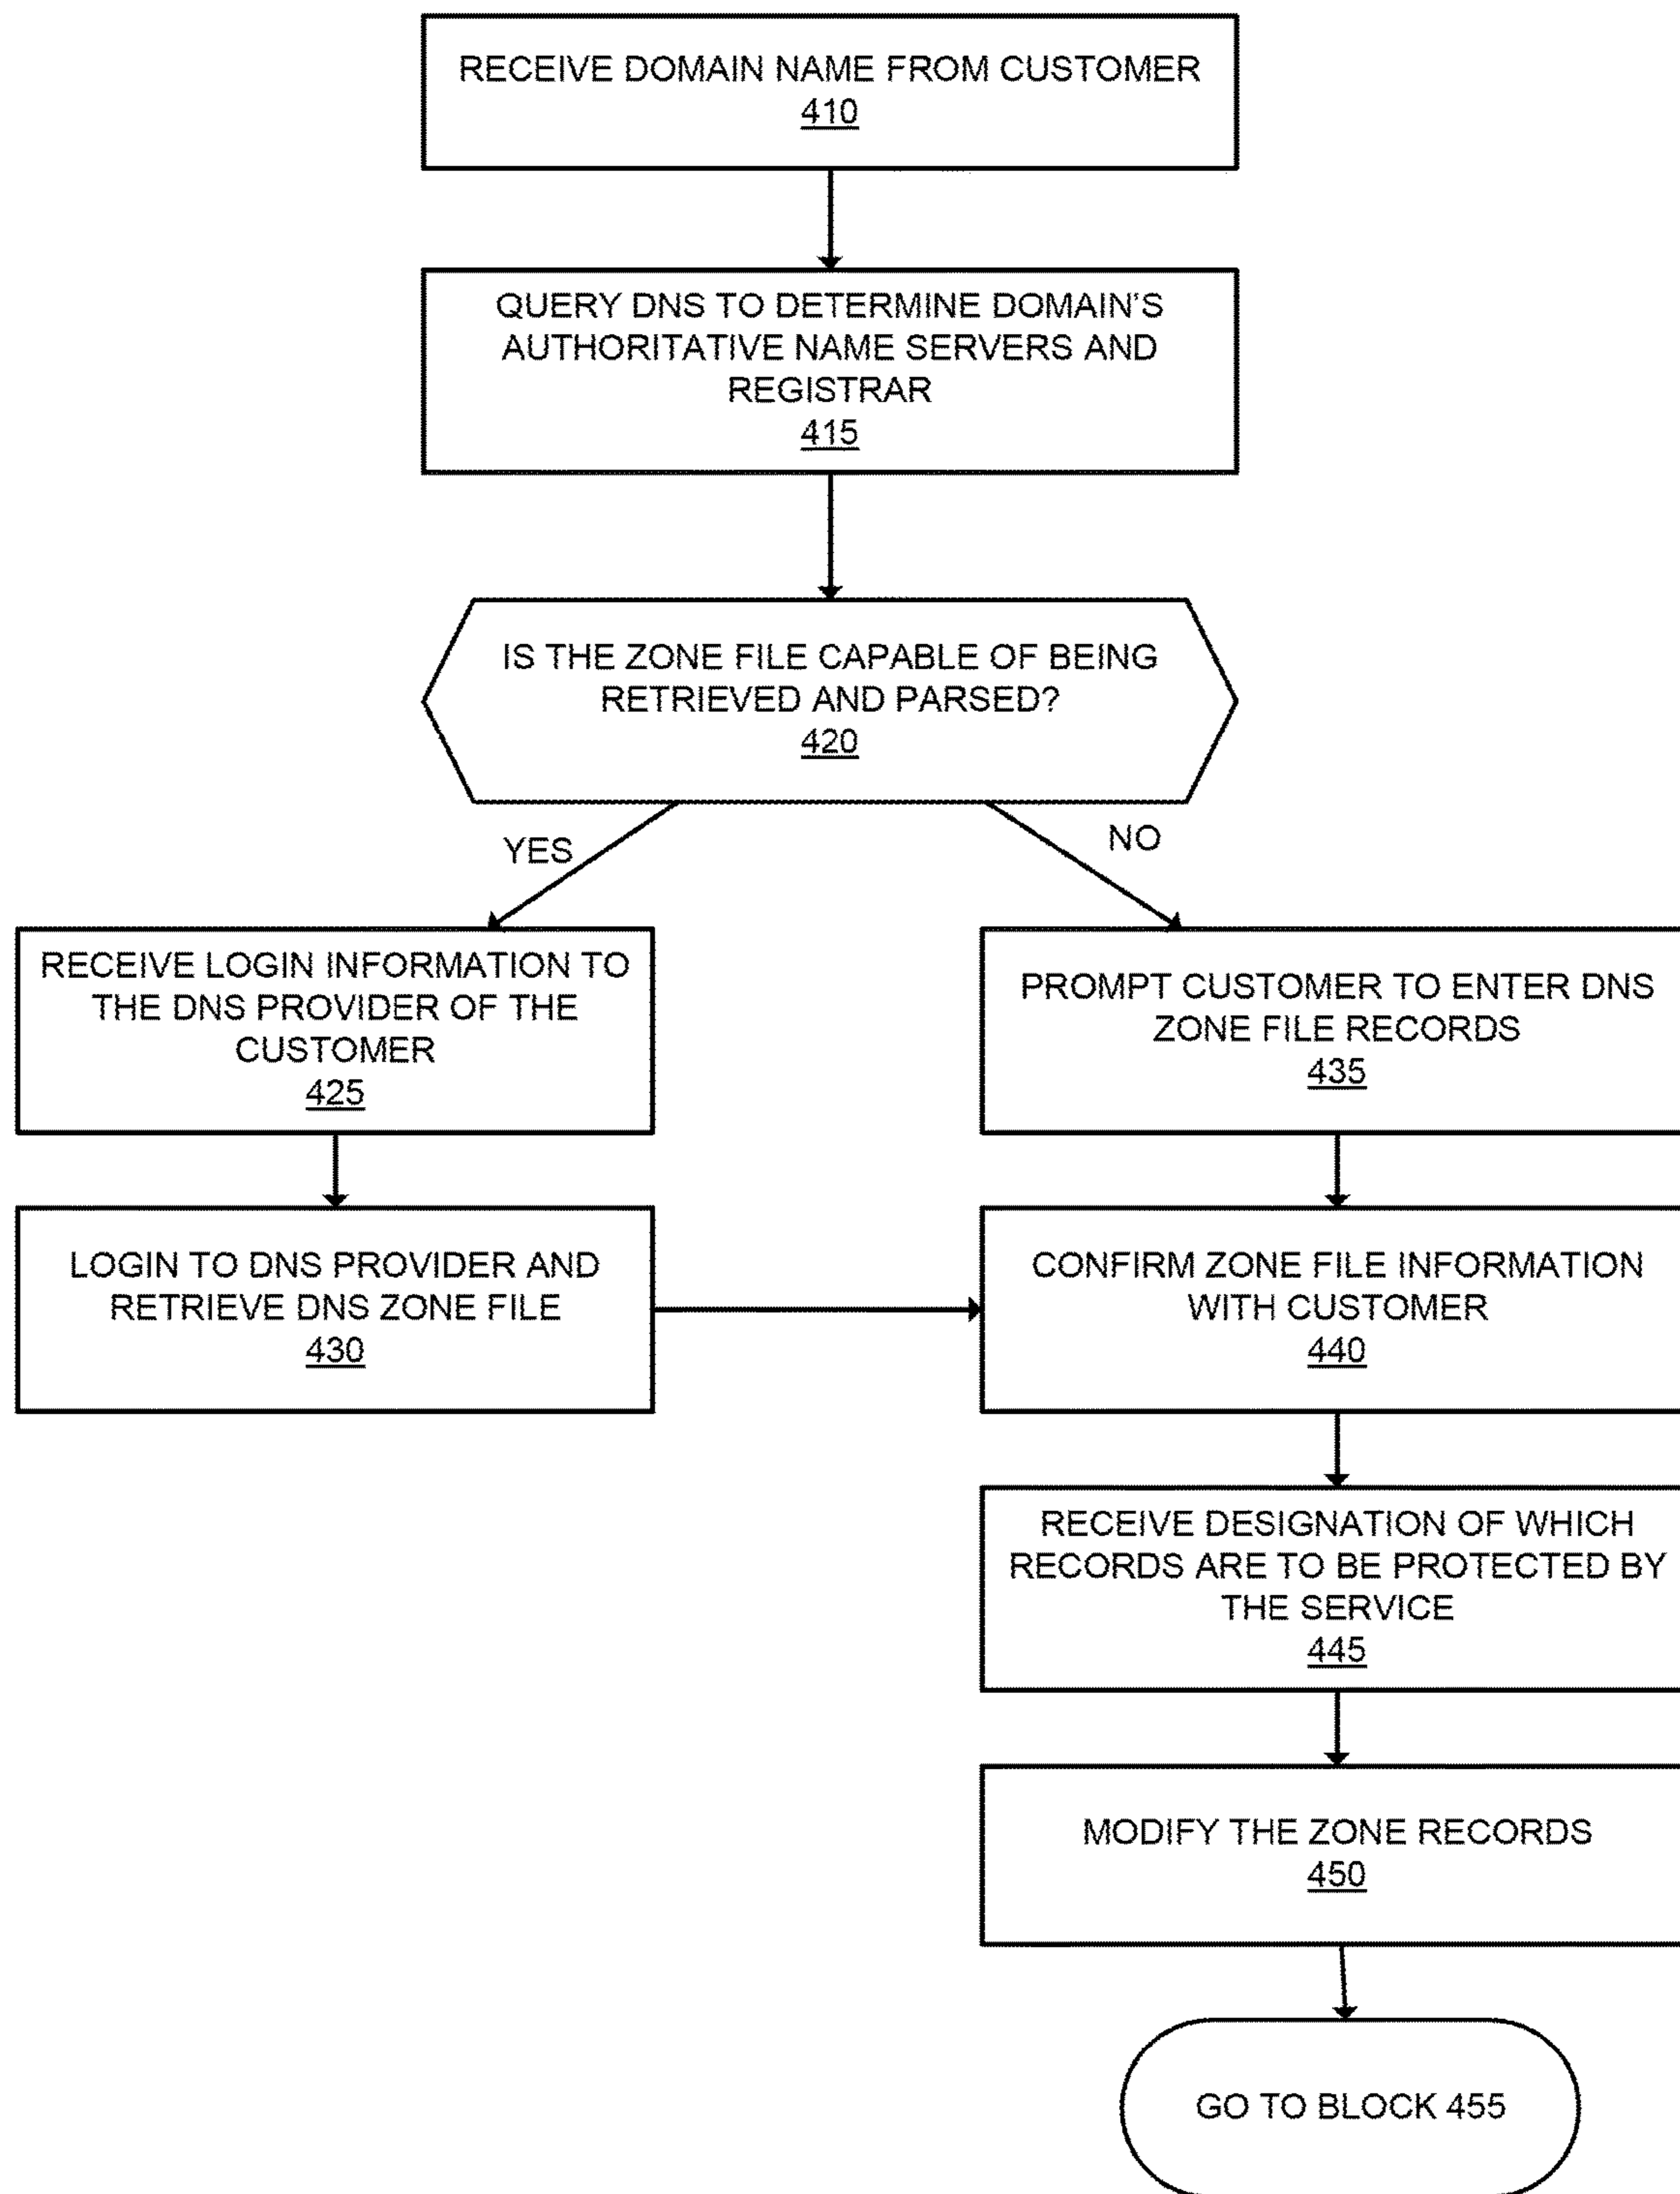 RECEIVE DOMAIN NAME FROM CUSTOMER
410
QUERY DNS TO DETERMINE DOMAIN'S
AUTHORITATIVE NAME SERVERS AND
REGISTRAR
415
IS THE ZONE FILE CAPABLE OF BEING
RETRIEVED AND PARSED?
420
YES
NO
RECEIVE LOGIN INFORMATION TO
THE DNS PROVIDER OF THE
CUSTOMER
425
PROMPT CUSTOMER TO ENTER DNS
ZONE FILE RECORDS
435
LOGIN TO DNS PROVIDER AND
RETRIEVE DNS ZONE FILE
430
CONFIRM ZONE FILE INFORMATION
WITH CUSTOMER
440
RECEIVE DESIGNATION OF WHICH
RECORDS ARE TO BE PROTECTED BY
THE SERVICE
445
MODIFY THE ZONE RECORDS
450
GO TO BLOCK 455